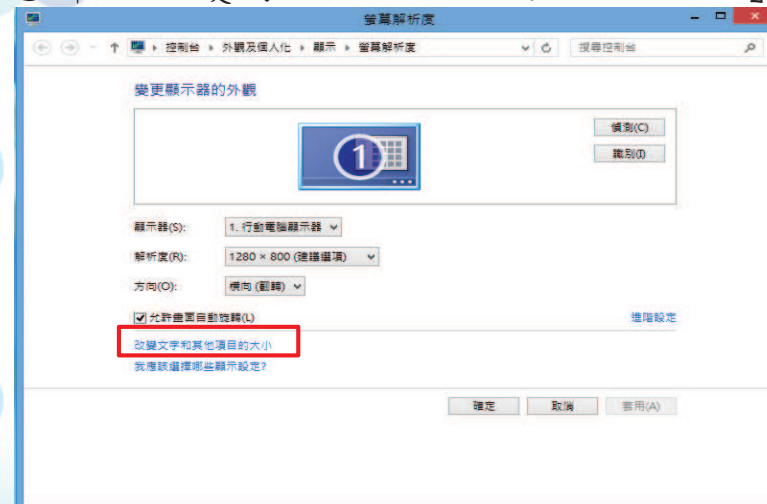 螢幕解析度
控制台 ▸ 外觀及個人化 ▸ 顯示 ▸ 螢幕解析度
搜尋控制台
變更顯示器的外觀
1
偵測(C)
識別(I)
顯示器(S):
1. 行動電腦顯示器
解析度(R):
1280 × 800 (建議選項)
方向(O):
橫向 (翻轉)
允許畫面自動旋轉(L)
進階設定
改變文字和其他項目的大小
我應該選擇哪些顯示設定?
確定
取消
套用(A)